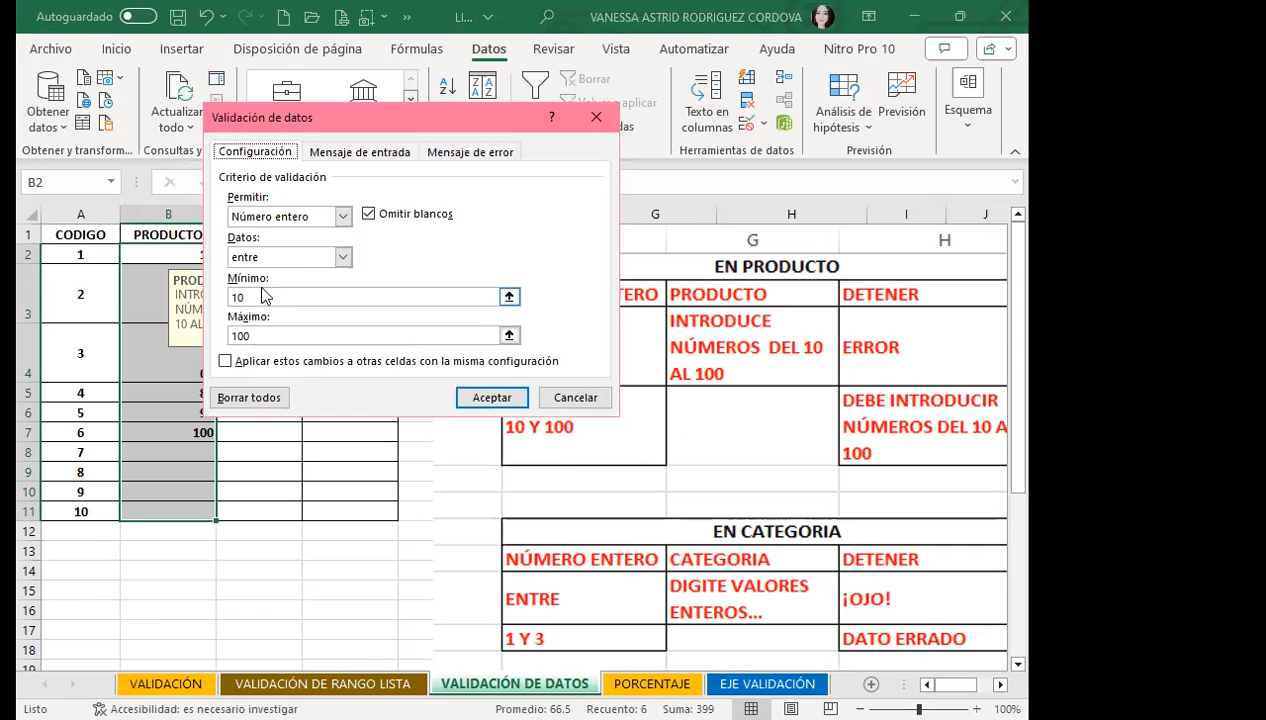 Autoguardado
LI...
VANESSA ASTRID RODRIGUEZ CORDOVA
Archivo Inicio Insertar Disposición de página Fórmulas Datos Revisar Vista Automatizar Ayuda Nitro Pro 10
Obtener datos
Actualizar todo
Borrar
Texto en columnas
Análisis de hipótesis
Previsión
Esquema
Obtener y transform...
Consultas y
Herramientas de datos
Previsión
B2
Validación de datos
Configuración Mensaje de entrada Mensaje de error
Criterio de validación
Permitir:
Número entero
Omitir blancos
Datos:
entre
Mínimo:
10
Máximo:
100
Aplicar estos cambios a otras celdas con la misma configuración
Borrar todos Aceptar Cancelar
A B G H I J
1 CODIGO PRODUCTO
2 1
3 2
4 3
5 4
6 5
7 6 100
8 7
9 8
10 9
11 10
12
13
14
15
16
17
18
19
PROD
INTRO
NÚM
10 AL
G H
EN PRODUCTO
ERO PRODUCTO DETENER
INTRODUCE
NÚMEROS DEL 10
AL 100
ERROR
10 Y 100
DEBE INTRODUCIR
NÚMEROS DEL 10 A
100
EN CATEGORIA
NÚMERO ENTERO CATEGORIA DETENER
ENTRE
DIGITE VALORES
ENTEROS...
¡OJO!
1 Y 3 DATO ERRADO
VALIDACIÓN VALIDACIÓN DE RANGO LISTA VALIDACIÓN DE DATOS PORCENTAJE EJE VALIDACIÓN
Listo Accesibilidad: es necesario investigar Promedio: 66.5 Recuento: 6 Suma: 399 100%